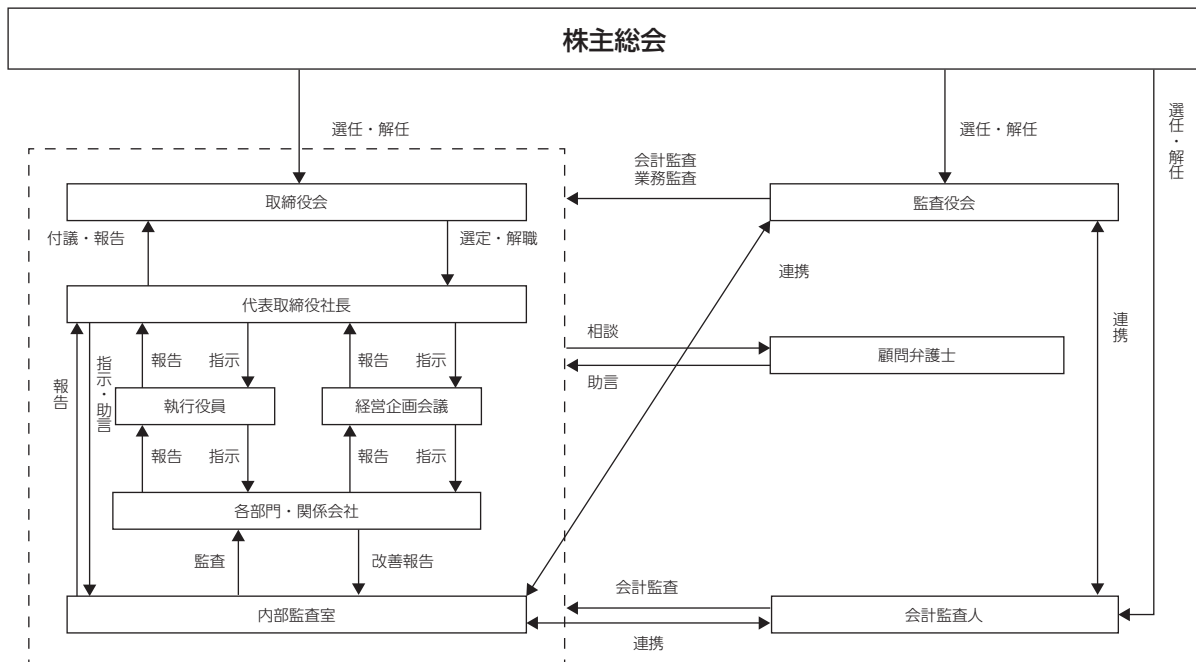 株主総会
選任・解任
選任・解任
選任・解任
会計監査
業務監査
取締役会
監査役会
付議・報告
選定・解職
連携
代表取締役社長
相談
顧問弁護士
助言
連携
報告
指示・助言
報告
指示
報告
指示
執行役員
経営企画会議
報告
指示
報告
指示
各部門・関係会社
監査
改善報告
会計監査
内部監査室
会計監査人
連携